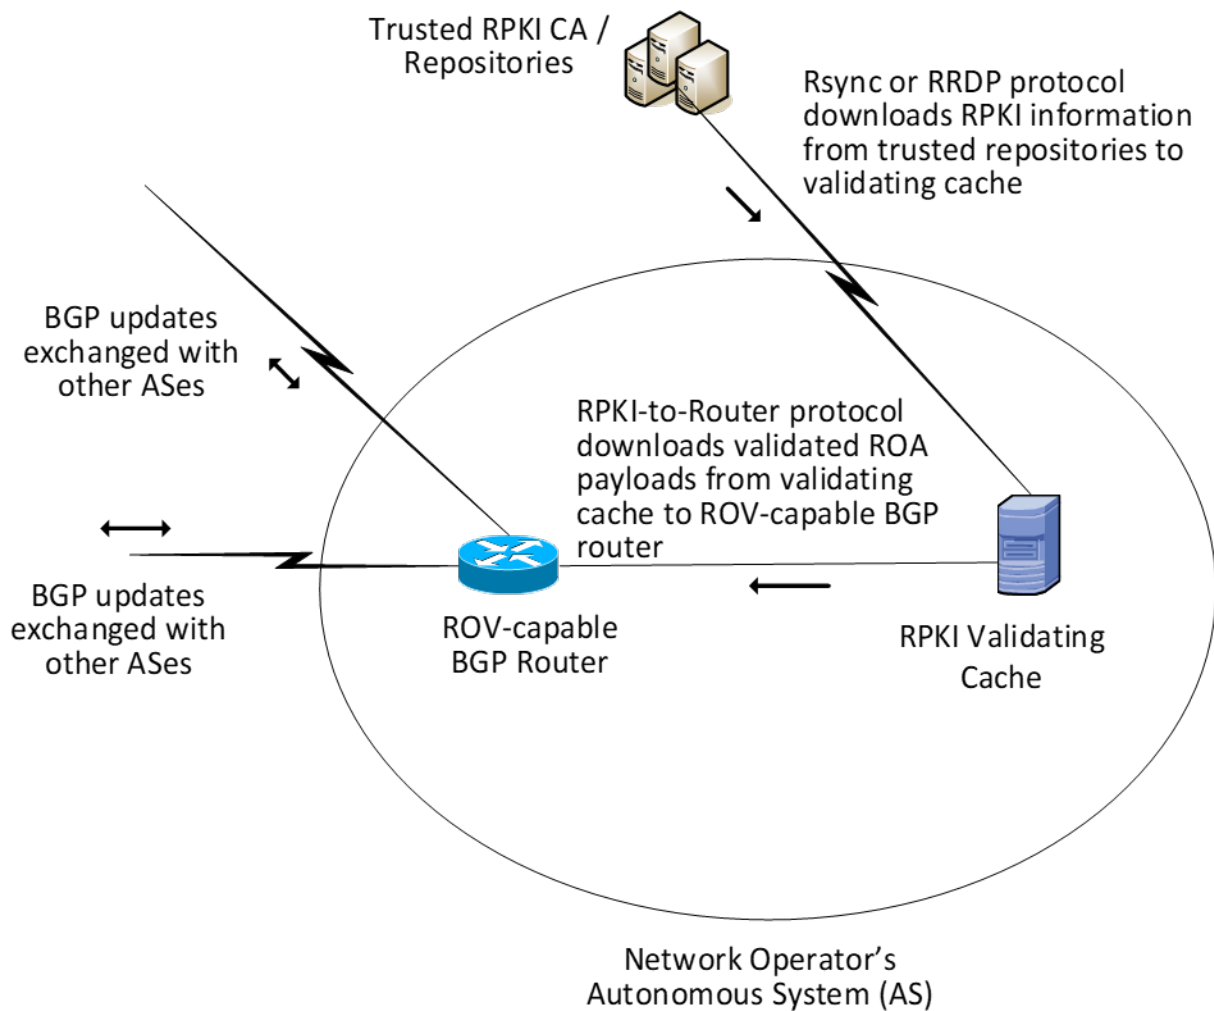 Trusted RPKI CA /
Repositories
Rsync or RRDP protocol
downloads RPKI information
from trusted repositories to
validating cache
BGP updates
exchanged with
other ASes
RPKI-to-Router protocol
downloads validated ROA
payloads from validating
cache to ROV-capable BGP
router
BGP updates
exchanged with
other ASes
ROV-capable
BGP Router
RPKI Validating
Cache
Network Operator’s
Autonomous System (AS)